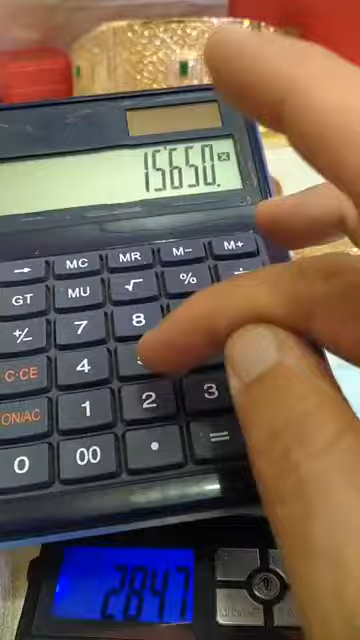 15650. x
→ MC MR M- M+
GT MU √ % ÷
+/- 7 8
C·CE 4
ON/AC 1 2 3
0 00 • =
2847